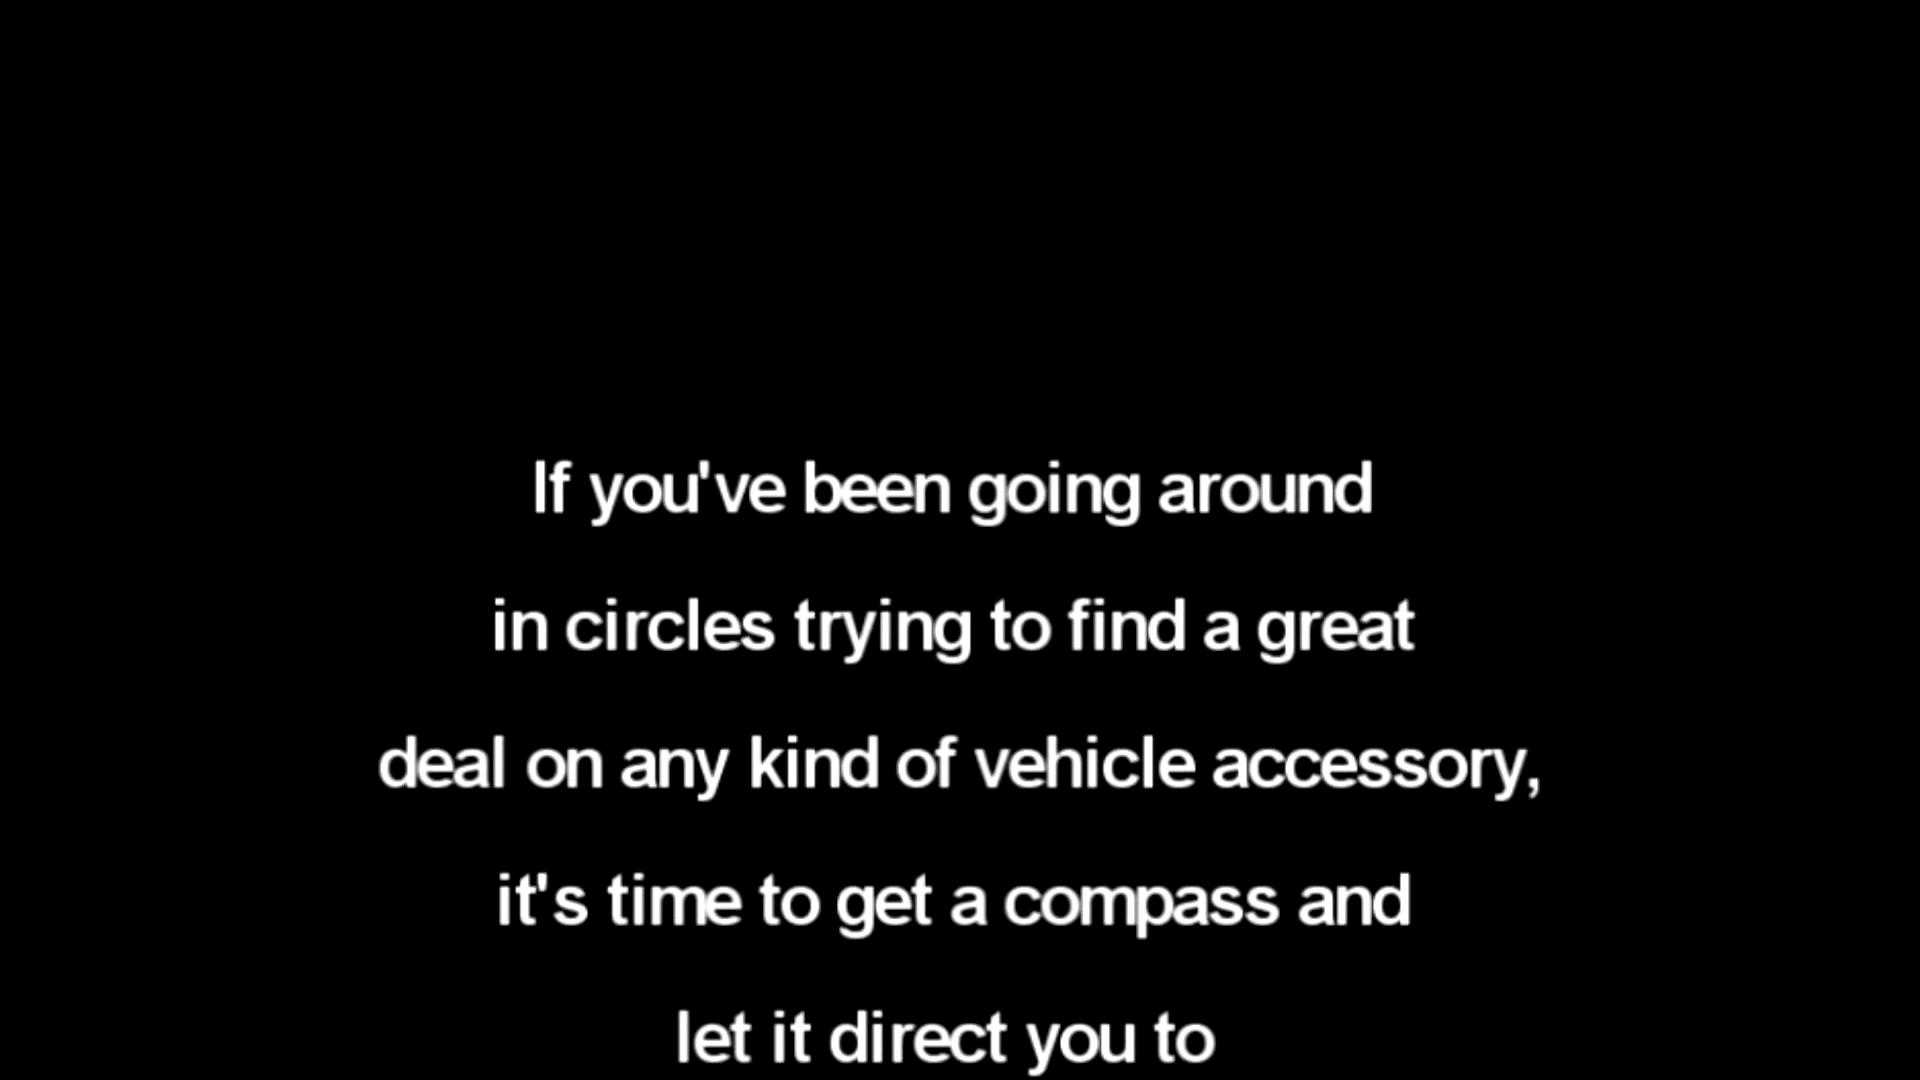 If you've been going around
in circles trying to find a great
deal on any kind of vehicle accessory,
it's time to get a compass and
let it direct you to